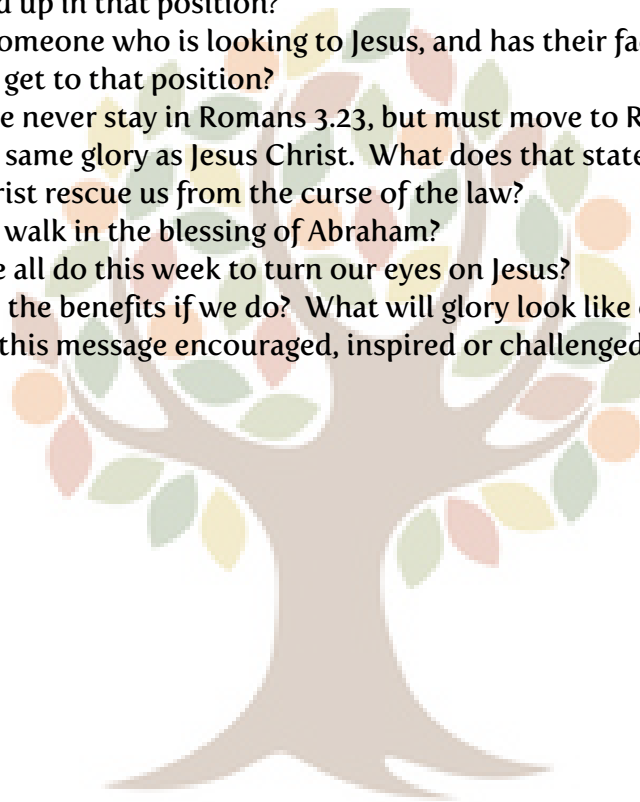 d up in that position?
omeone who is looking to Jesus, and has their fa
get to that position?
e never stay in Romans 3.23, but must move to R
same glory as Jesus Christ.  What does that state
rist rescue us from the curse of the law?
walk in the blessing of Abraham?
e all do this week to turn our eyes on Jesus?
the benefits if we do?  What will glory look like
this message encouraged, inspired or challenged